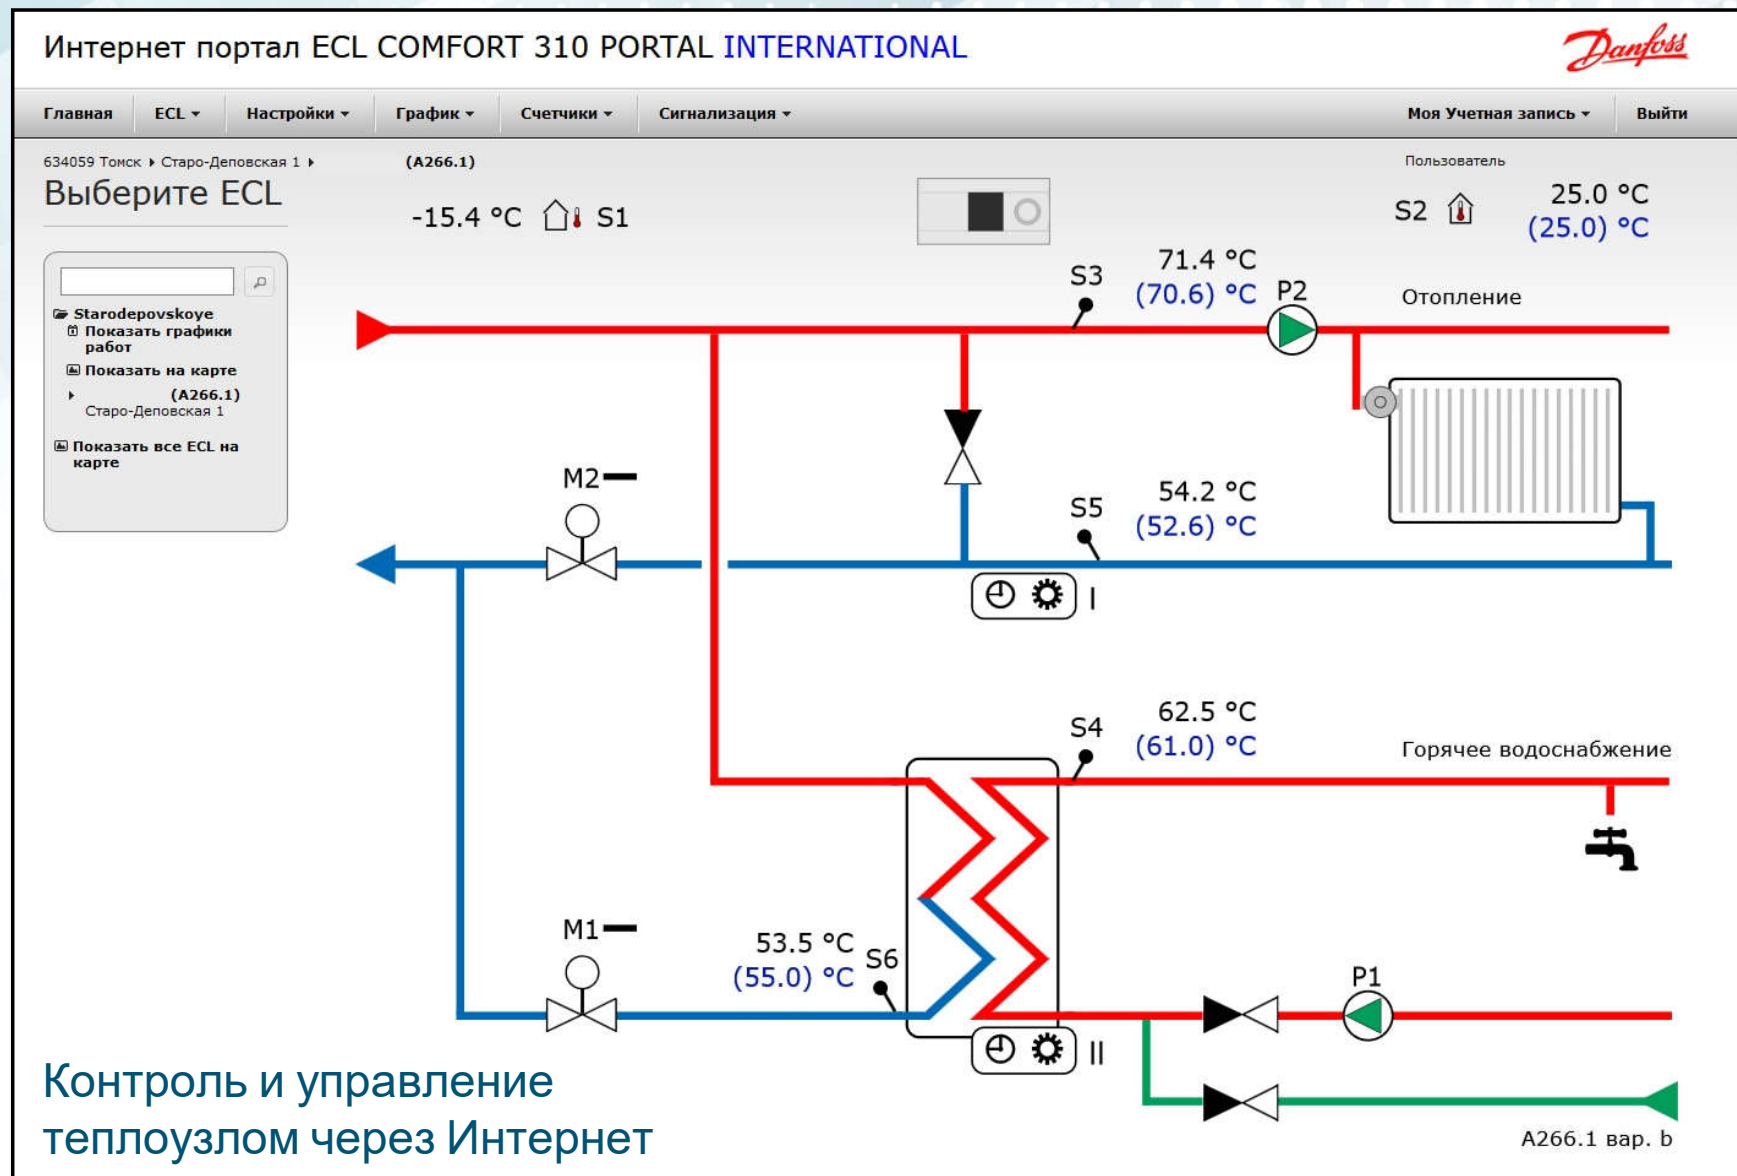 Интернет портал ECL COMFORT 310 PORTAL INTERNATIONAL
Danfoss
Главная ECL Настройки График Счетчики Сигнализация Моя Учетная запись Выйти
634059 Томск Старо-Деповская 1 (A266.1)
Выберите ECL
Пользователь
-15.4 °C S1
S2 25.0 °C
(25.0) °C
Starodepovskoye
Показать графики
работ
Показать на карте
(A266.1)
Старо-Деповская 1
Показать все ECL на
карте
S3 71.4 °C
(70.6) °C P2
Отопление
M2
S5 54.2 °C
(52.6) °C
I
S4 62.5 °C
(61.0) °C
Горячее водоснабжение
M1
53.5 °C S6
(55.0) °C
P1
II
A266.1 вар. b
Контроль и управление
теплоузлом через Интернет